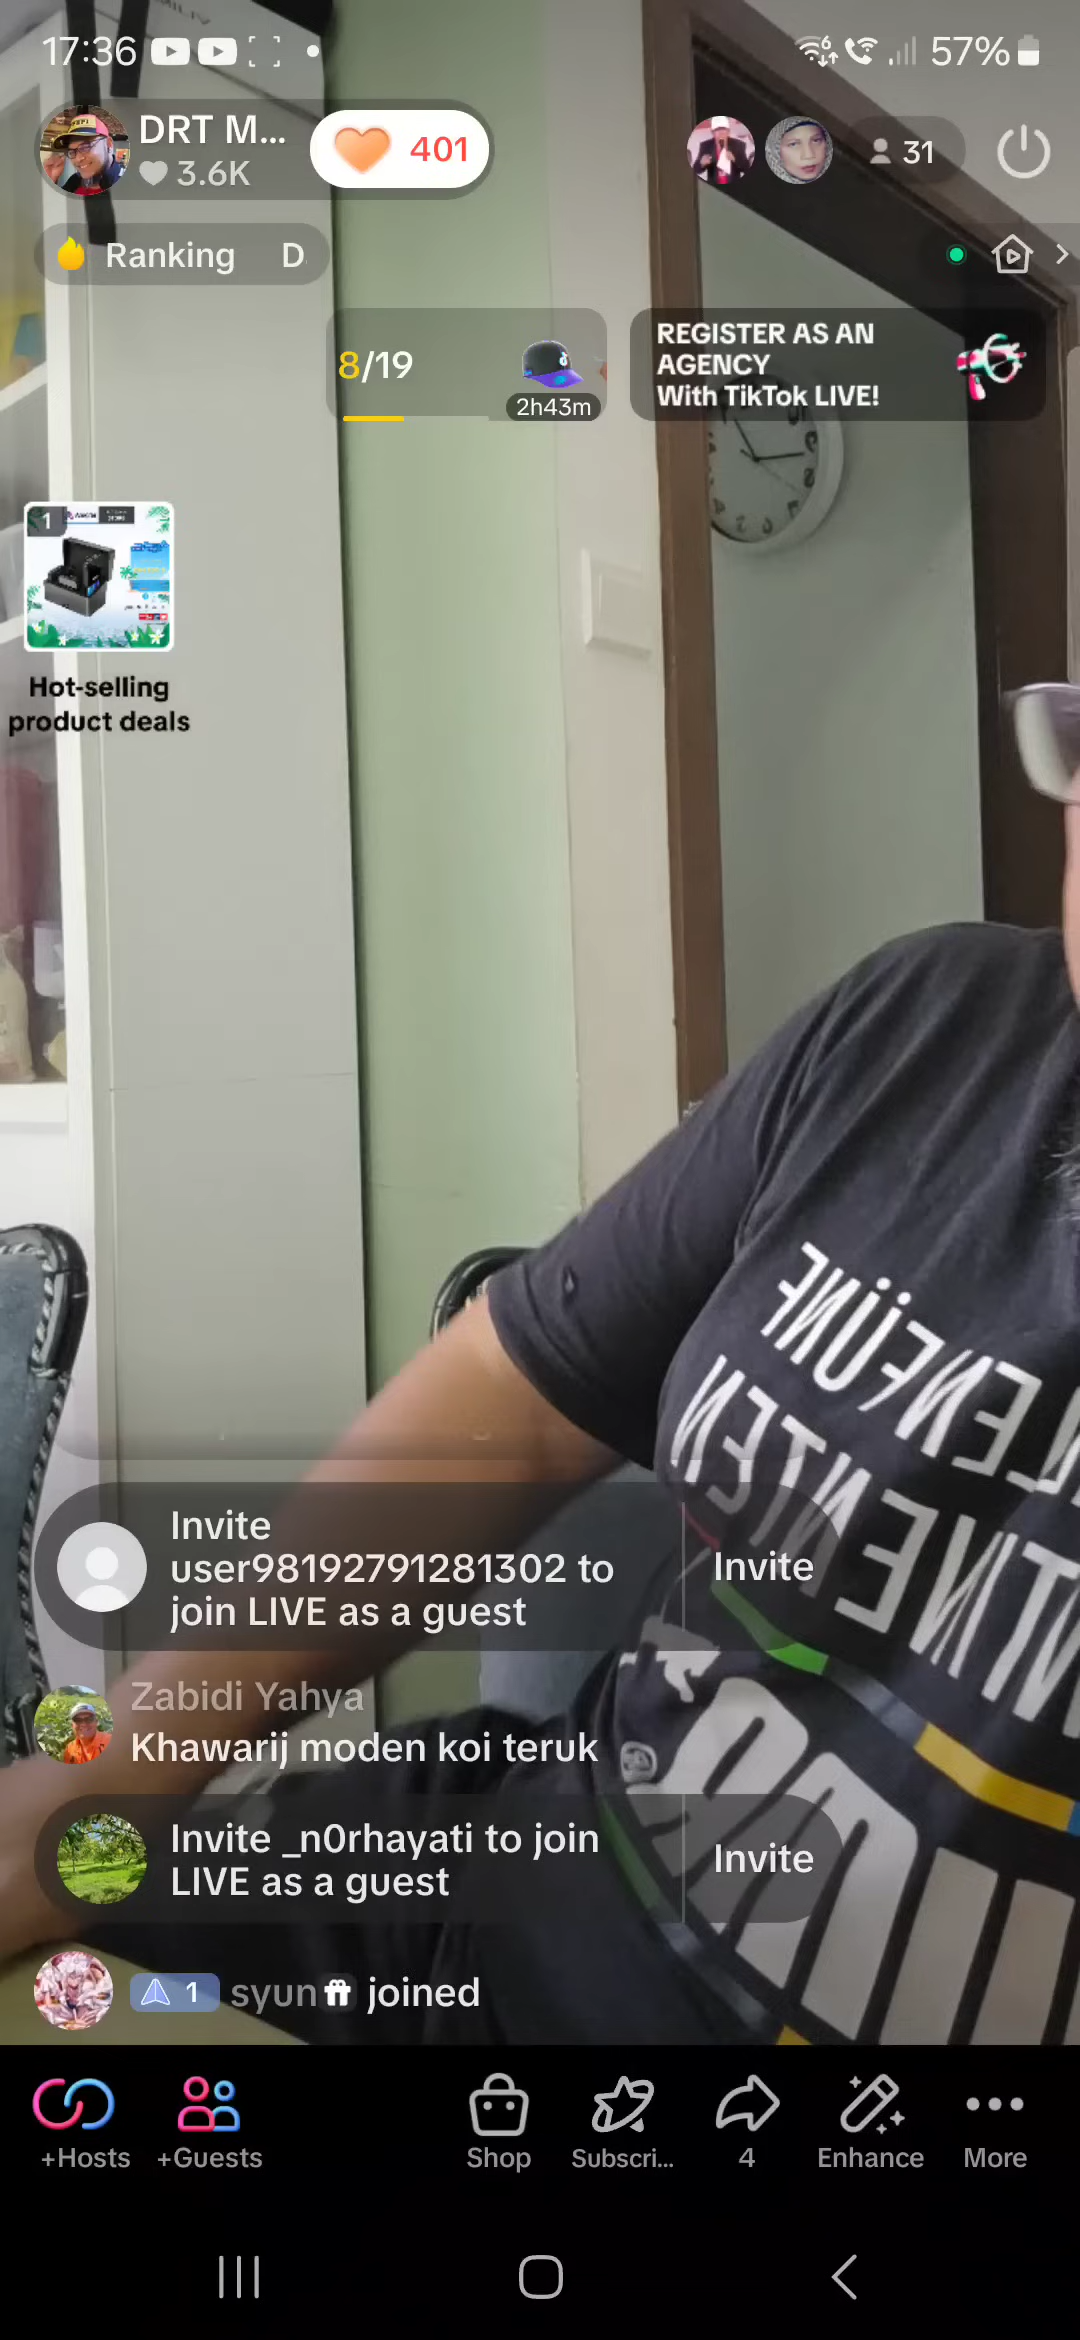 17:36
57%
DRT M...
3.6K
401
31
Ranking
D
8/19
2h43m
REGISTER AS AN
AGENCY
With TikTok LIVE!
1
Hot-selling
product deals
Invite
user98192791281302 to
join LIVE as a guest
Invite
Zabidi Yahya
Khawarij moden koi teruk
Invite _n0rhayati to join
LIVE as a guest
Invite
1 syun joined
+Hosts
+Guests
Shop
Subscri...
4
Enhance
More